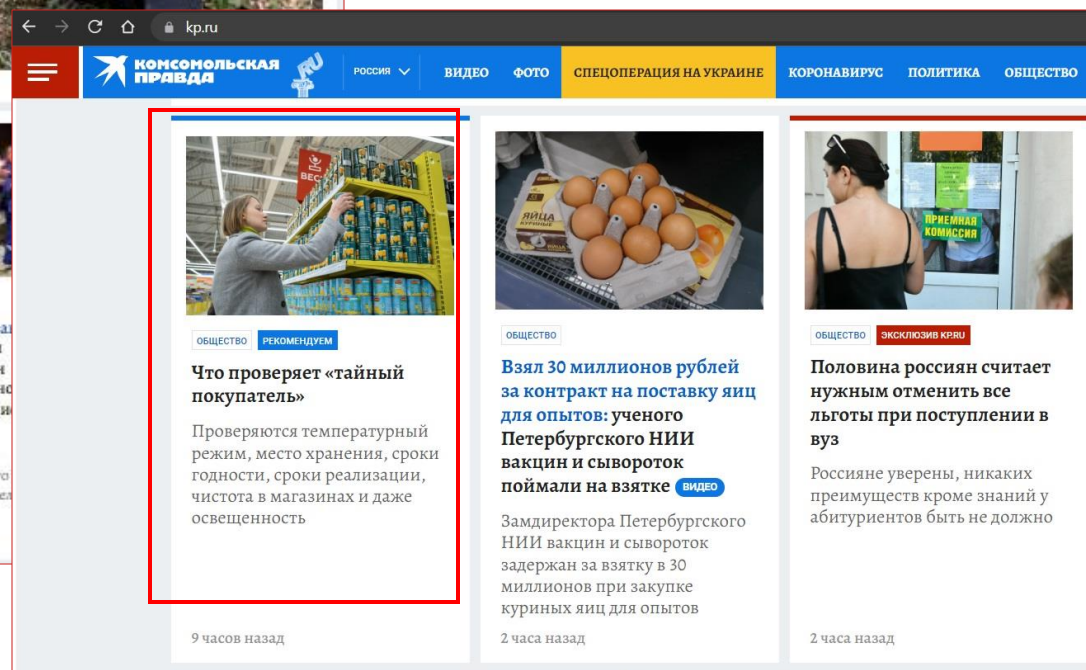 kp.ru
КОМСОМОЛЬСКАЯ
ПРАВДА
RU
РОССИЯ
ВИДЕО
ФОТО
СПЕЦОПЕРАЦИЯ НА УКРАИНЕ
КОРОНАВИРУС
ПОЛИТИКА
ОБЩЕСТВО
ВЕС
ОБЩЕСТВО
РЕКОМЕНДУЕМ
Что проверяет «тайный
покупатель»
Проверяются температурный
режим, место хранения, сроки
годности, сроки реализации,
чистота в магазинах и даже
освещенность
9 часов назад
ЯЙЦА
КУРИНЫЕ
ОБЩЕСТВО
Взял 30 миллионов рублей
за контракт на поставку яиц
для опытов: ученого
Петербургского НИИ
вакцин и сывороток
поймали на взятке ВИДЕО
Замдиректора Петербургского
НИИ вакцин и сывороток
задержан за взятку в 30
миллионов при закупке
куриных яиц для опытов
2 часа назад
ПРИЕМНАЯ
КОМИССИЯ
ОБЩЕСТВО
ЭКСКЛЮЗИВ KP.RU
Половина россиян считает
нужным отменить все
льготы при поступлении в
вуз
Россияне уверены, никаких
преимуществ кроме знаний у
абитуриентов быть не должно
2 часа назад